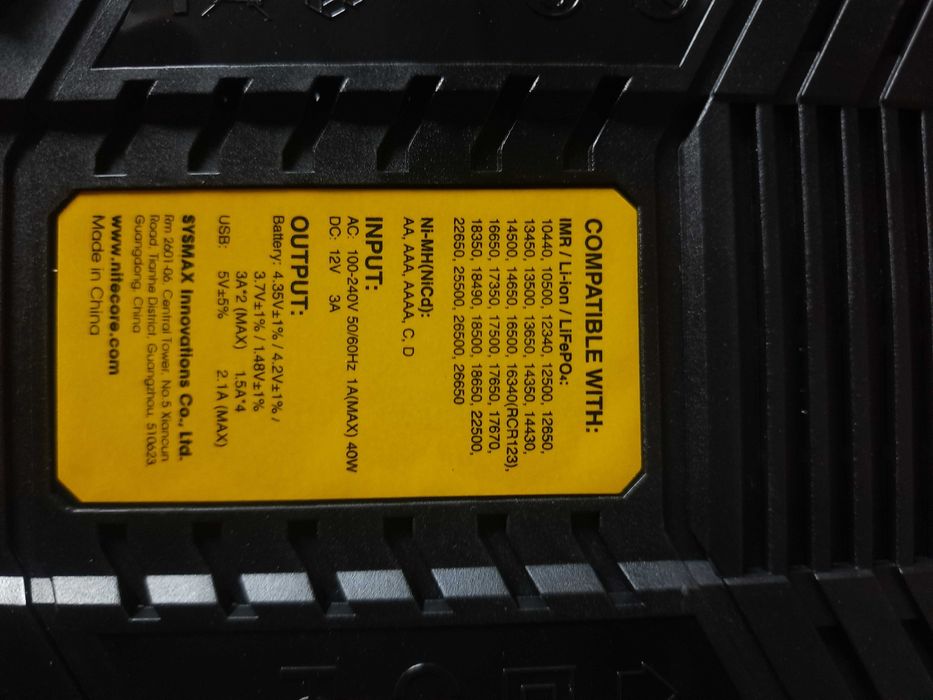 COMPATIBLE WITH:
IMR / Li-ion / LiFePO₄:
10440, 10500, 12340, 12500, 12650,
13450, 13500, 13650, 14350, 14430,
14500, 14650, 16500, 16340(RCR123),
16650, 17350, 17500, 17650, 17670,
18350, 18490, 18500, 18650, 22500,
22650, 25500, 26500, 26650
Ni-MH(NiCd):
AA, AAA, AAAA, C, D
INPUT:
AC: 100-240V 50/60Hz 1A(MAX) 40W
DC: 12V 3A
OUTPUT:
Battery: 4.35V±1% / 4.2V±1% /
3.7V±1% / 1.48V±1%
3A*2 (MAX) 1.5A*4
USB: 5V±5% 2.1A (MAX)
SYSMAX Innovations Co., Ltd.
Rm 2601-06, Central Tower, No.5 Xiancun
Road, Tianhe District, Guangzhou, 510623,
Guangdong, China
www.nitecore.com
Made in China